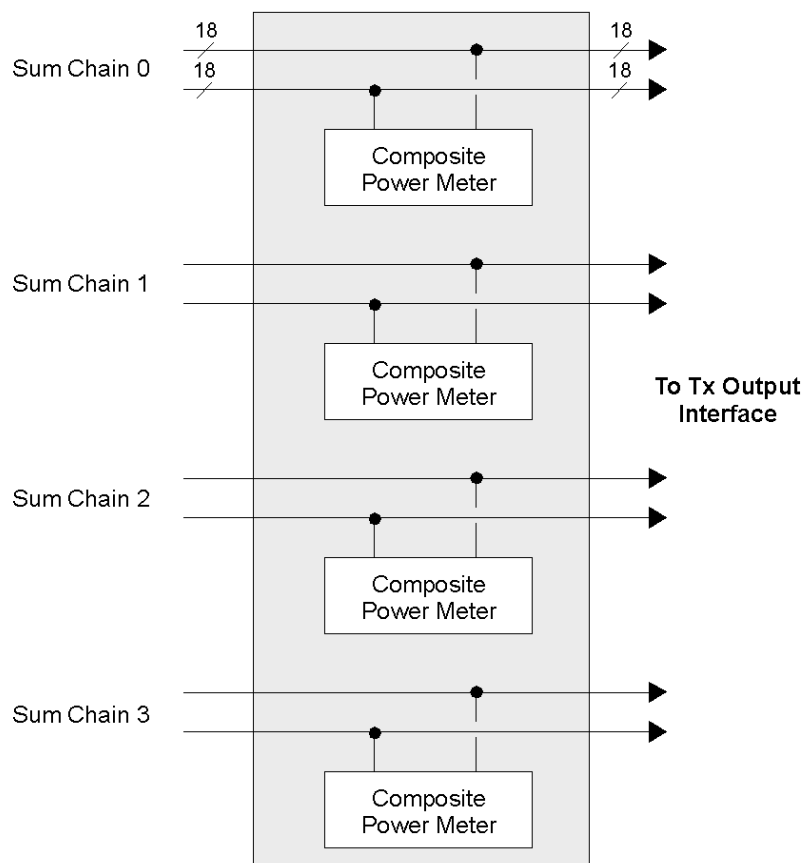 18
18
Sum Chain 0
18
18
Composite
Power Meter
Sum Chain 1
Composite
Power Meter
To Tx Output
Interface
Sum Chain 2
Composite
Power Meter
Sum Chain 3
Composite
Power Meter